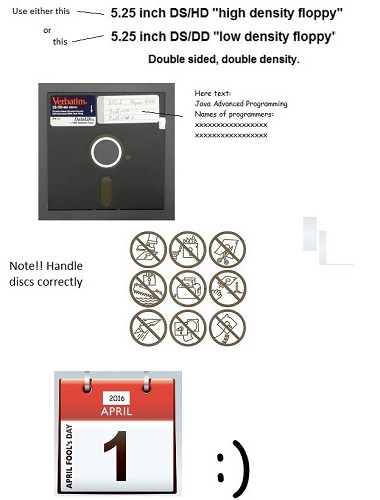 Use either this
5.25 inch DS/HD "high density floppy"
or
this
5.25 inch DS/DD "low density floppy"
Double sided, double density.
Verbatim
DataLife
Here text:
Java Advanced Programming
Names of programmers:
xxxxxxxxxxxxxxxxx
xxxxxxxxxxxxxxxxx
Note!! Handle
discs correctly
2016
APRIL
1
APRIL FOOL'S DAY
:)